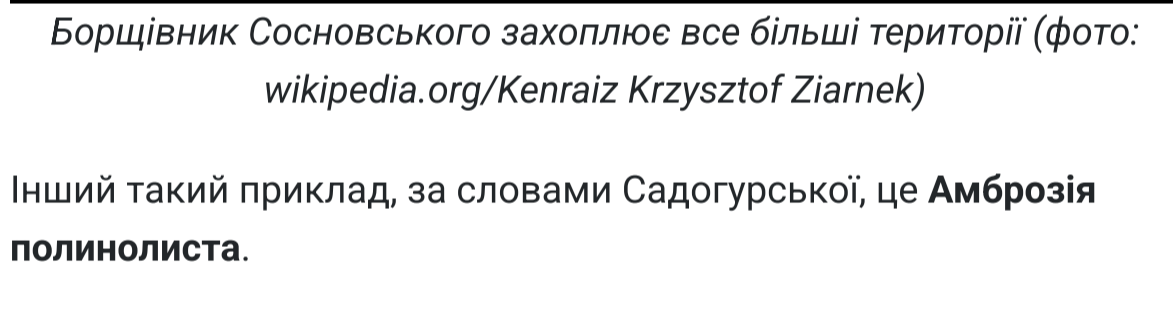 Борщівник Сосновського захоплює все більші території (фото:
wikipedia.org/Kenraiz Krzysztof Ziarnek)
Інший такий приклад, за словами Садогурської, це Амброзія
полинолиста.